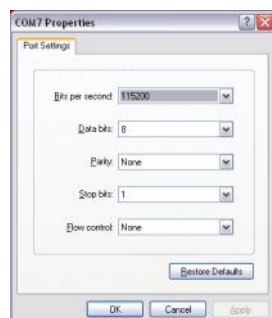 COM7 Properties
Port Settings
Bits per second: 115200
Data bits: 8
Parity: None
Stop bits: 1
Flow control: None
Restore Defaults
OK Cancel Apply